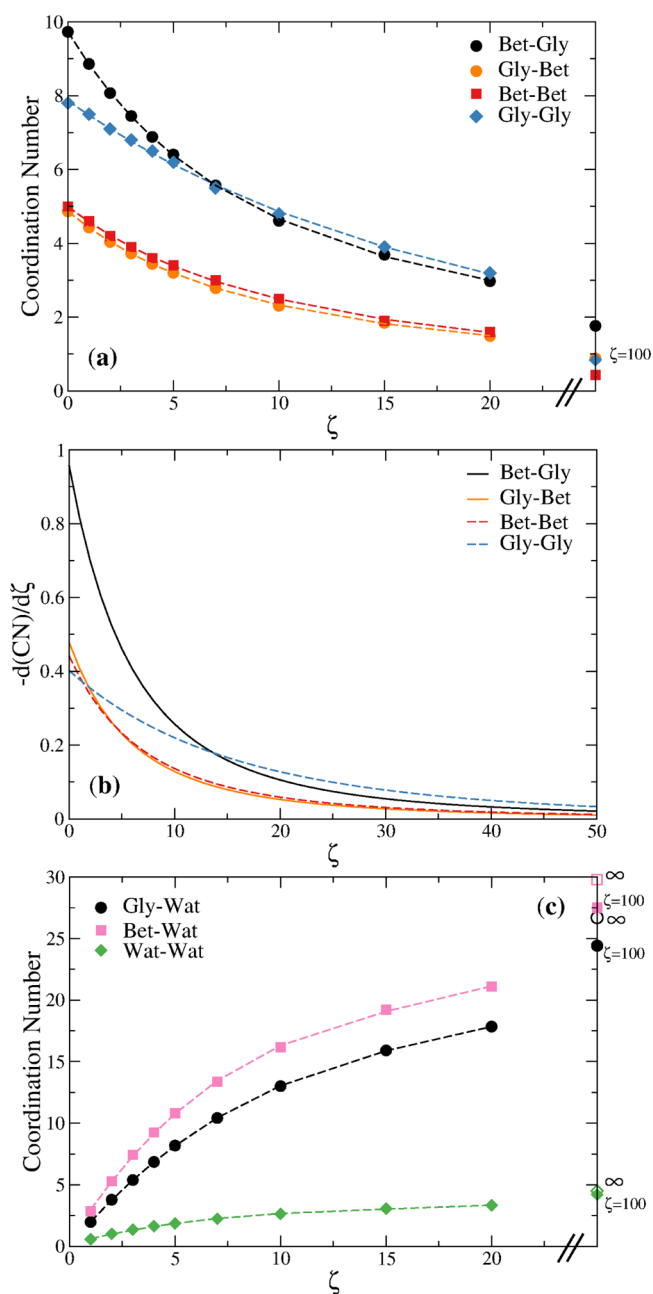 10
8
6
4
2
0
Coordination Number
Bet-Gly
Gly-Bet
Bet-Bet
Gly-Gly
(a)
ζ=100
0 5 10 15 20
ζ
1
0.8
0.6
0.4
0.2
0
-d(CN)/dζ
Bet-Gly
Gly-Bet
Bet-Bet
Gly-Gly
(b)
0 10 20 30 40 50
ζ
30
25
20
15
10
5
0
Coordination Number
Gly-Wat
Bet-Wat
Wat-Wat
(c)
∞
ζ=100
∞
ζ=100
∞
ζ=100
0 5 10 15 20
ζ